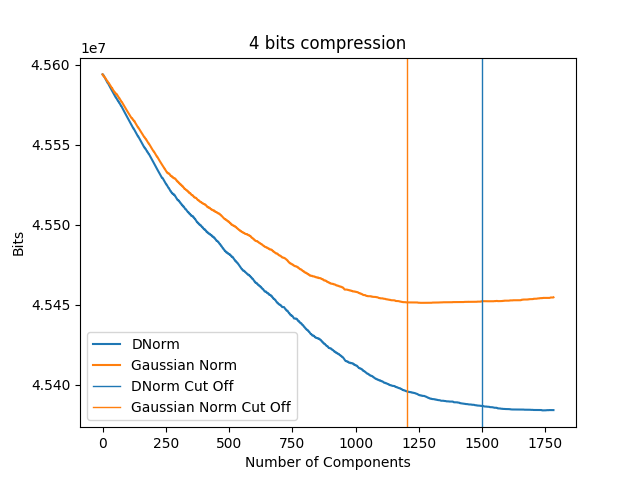 4 bits compression
1e7
4.560
4.555
4.550
4.545
4.540
Bits
DNorm
Gaussian Norm
DNorm Cut Off
Gaussian Norm Cut Off
0 250 500 750 1000 1250 1500 1750
Number of Components